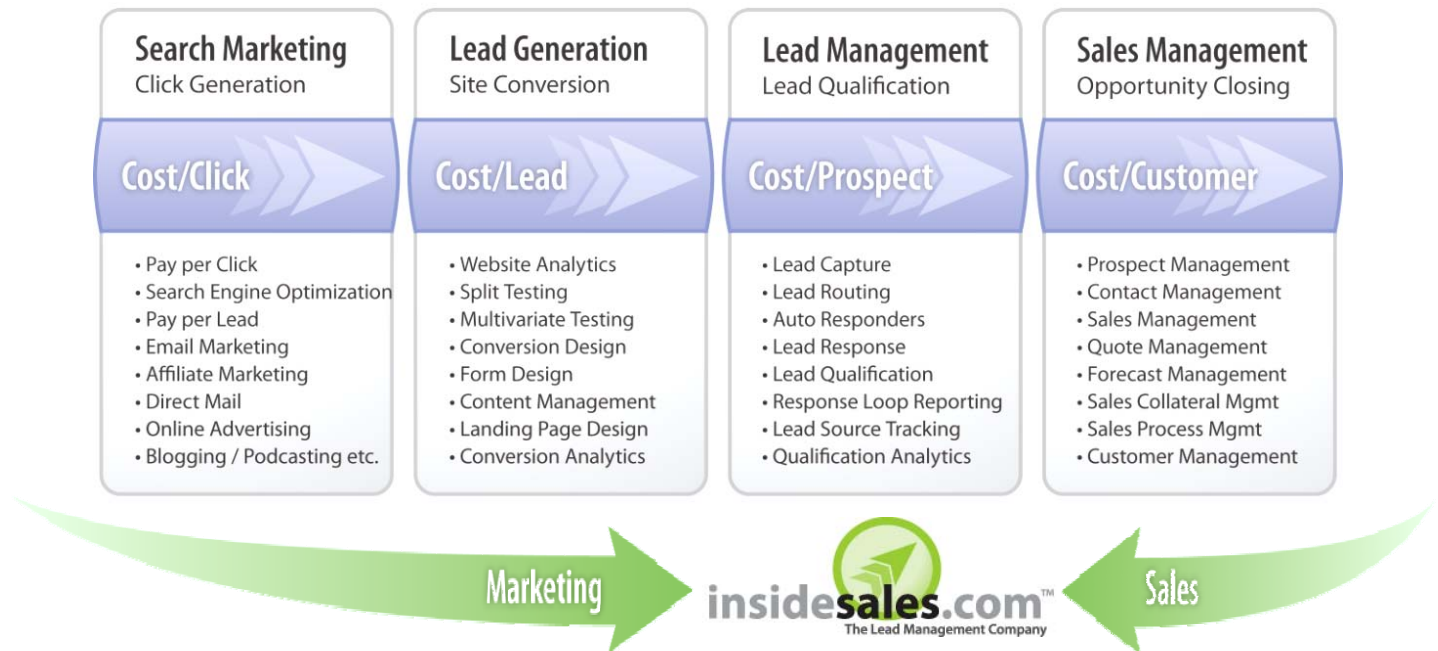 Search Marketing
Click Generation
Cost/Click
• Pay per Click
• Search Engine Optimization
• Pay per Lead
• Email Marketing
• Affiliate Marketing
• Direct Mail
• Online Advertising
• Blogging / Podcasting etc.
Lead Generation
Site Conversion
Cost/Lead
• Website Analytics
• Split Testing
• Multivariate Testing
• Conversion Design
• Form Design
• Content Management
• Landing Page Design
• Conversion Analytics
Lead Management
Lead Qualification
Cost/Prospect
• Lead Capture
• Lead Routing
• Auto Responders
• Lead Response
• Lead Qualification
• Response Loop Reporting
• Lead Source Tracking
• Qualification Analytics
Sales Management
Opportunity Closing
Cost/Customer
• Prospect Management
• Contact Management
• Sales Management
• Quote Management
• Forecast Management
• Sales Collateral Mgmt
• Sales Process Mgmt
• Customer Management
Marketing
insidesales.com™
The Lead Management Company
Sales